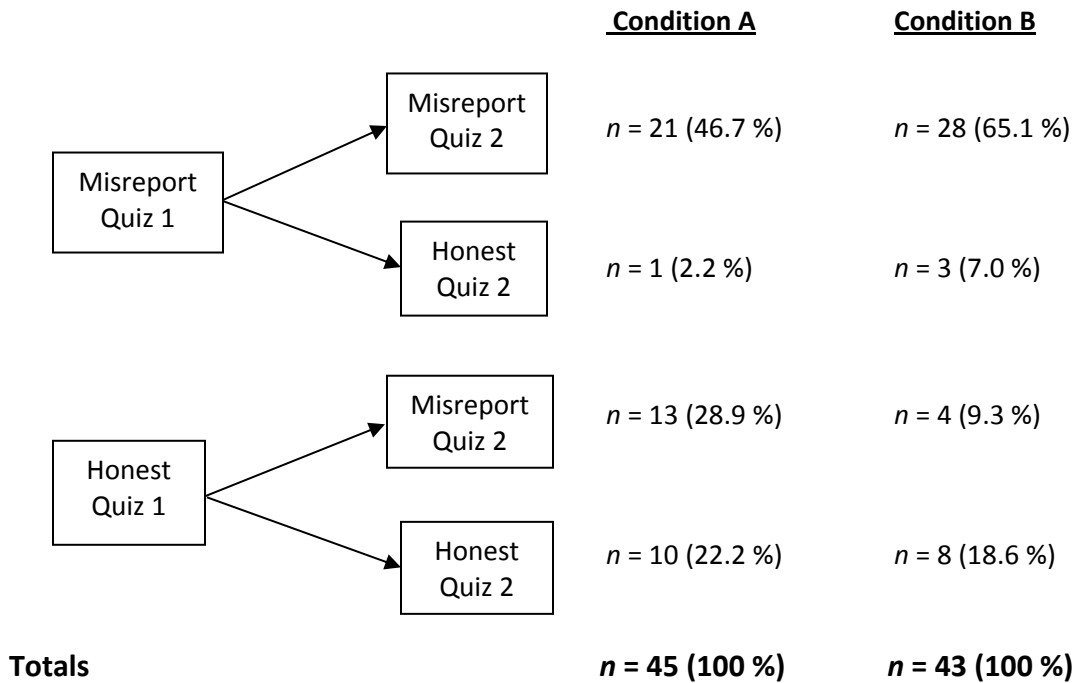 Condition A Condition B
Misreport
Quiz 2
n = 21 (46.7 %) n = 28 (65.1 %)
Misreport
Quiz 1
Honest
Quiz 2
n = 1 (2.2 %) n = 3 (7.0 %)
Misreport
Quiz 2
n = 13 (28.9 %) n = 4 (9.3 %)
Honest
Quiz 1
Honest
Quiz 2
n = 10 (22.2 %) n = 8 (18.6 %)
Totals n = 45 (100 %) n = 43 (100 %)